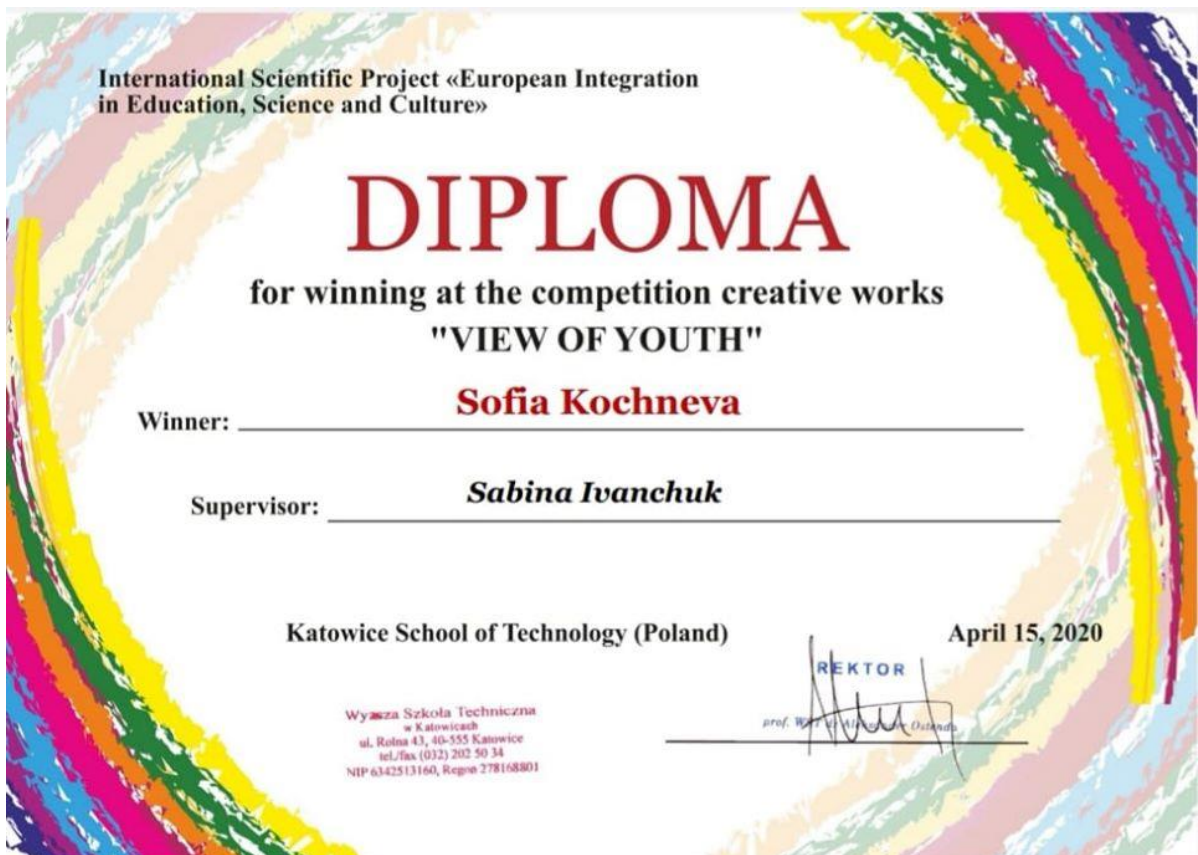 International Scientific Project «European Integration
in Education, Science and Culture»
DIPLOMA
for winning at the competition creative works
"VIEW OF YOUTH"
Winner: Sofia Kochneva
Supervisor: Sabina Ivanchuk
Katowice School of Technology (Poland) April 15, 2020
REKTOR
prof.
Wyższa Szkoła Techniczna
w Katowicach
ul. Rolna 43, 40-555 Katowice
tel./fax (032) 202 50 34
NIP 6342513160, Regon 278168801